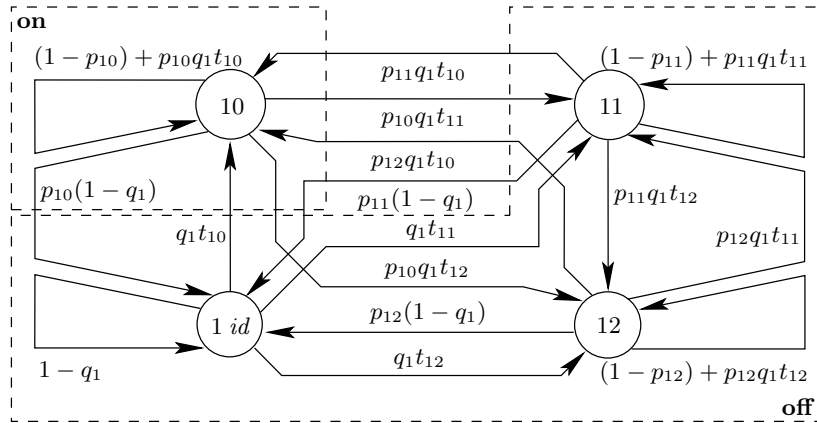 on
(1-p₁₀) + p₁₀q₁t₁₀
(1-p₁₁) + p₁₁q₁t₁₁
p₁₁q₁t₁₀
10
11
p₁₀q₁t₁₁
p₁₂q₁t₁₀
p₁₀(1-q₁)
p₁₁(1-q₁)
p₁₁q₁t₁₂
q₁t₁₀
q₁t₁₁
p₁₂q₁t₁₁
p₁₀q₁t₁₂
p₁₂(1-q₁)
1 id
12
1-q₁
q₁t₁₂
(1-p₁₂) + p₁₂q₁t₁₂
off